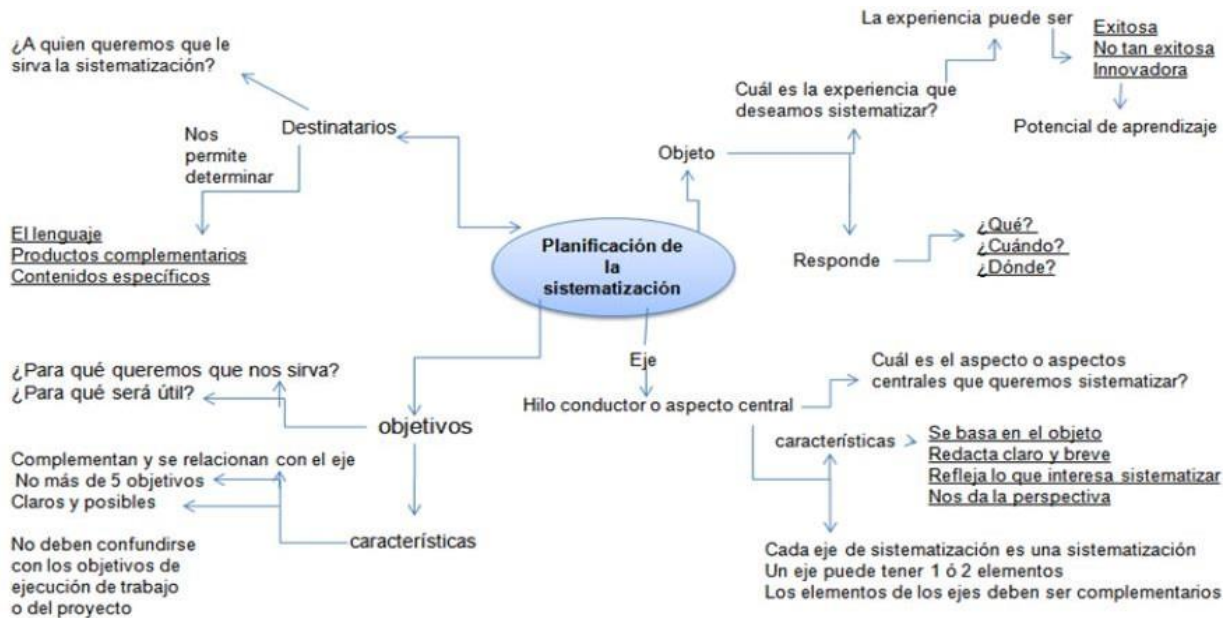 ¿A quien queremos que le
sirva la sistematización?
Destinatarios
Nos
permite
determinar
El lenguaje
Productos complementarios
Contenidos específicos
La experiencia puede ser
Exitosa
No tan exitosa
Innovadora
Potencial de aprendizaje
Cuál es la experiencia que
deseamos sistematizar?
Objeto
Responde
¿Qué?
¿Cuándo?
¿Dónde?
Planificación de
la
sistematización
¿Para qué queremos que nos sirva?
¿Para qué será útil?
objetivos
Complementan y se relacionan con el eje
No más de 5 objetivos
Claros y posibles
características
No deben confundirse
con los objetivos de
ejecución de trabajo
o del proyecto
Eje
Hilo conductor o aspecto central
Cuál es el aspecto o aspectos
centrales que queremos sistematizar?
características
Se basa en el objeto
Redacta claro y breve
Refleja lo que interesa sistematizar
Nos da la perspectiva
Cada eje de sistematización es una sistematización
Un eje puede tener 1 ó 2 elementos
Los elementos de los ejes deben ser complementarios